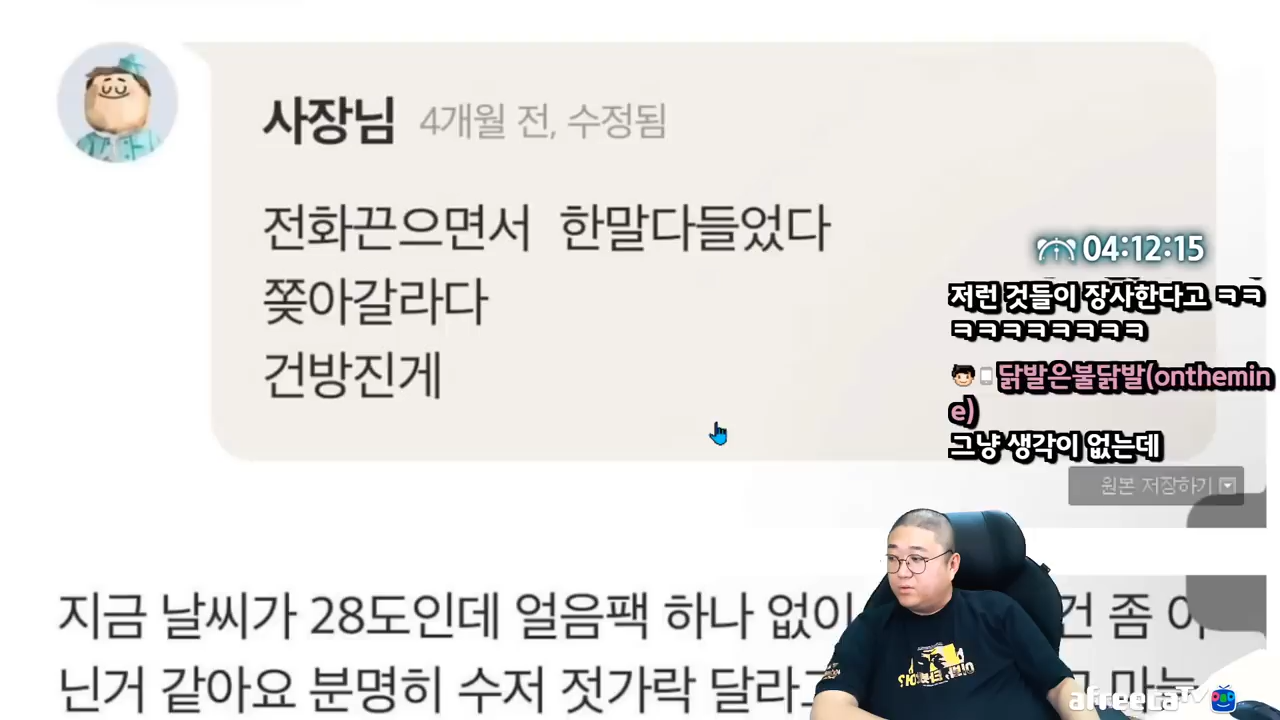 사장님 4개월 전, 수정됨
전화끈으면서 한말다들었다
쫒아갈라다
건방진게
04:12:15
저런 것들이 장사한다고 ㅋㅋ
ㅋㅋㅋㅋㅋㅋㅋㅋ
닭발은불닭발(onthemin
e)
그냥 생각이 없는데
원본 저장하기
지금 날씨가 28도인데 얼음팩 하나 없이 건 좀 아
닌거 같아요 분명히 수저 젓가락 달라고
afreecaTV